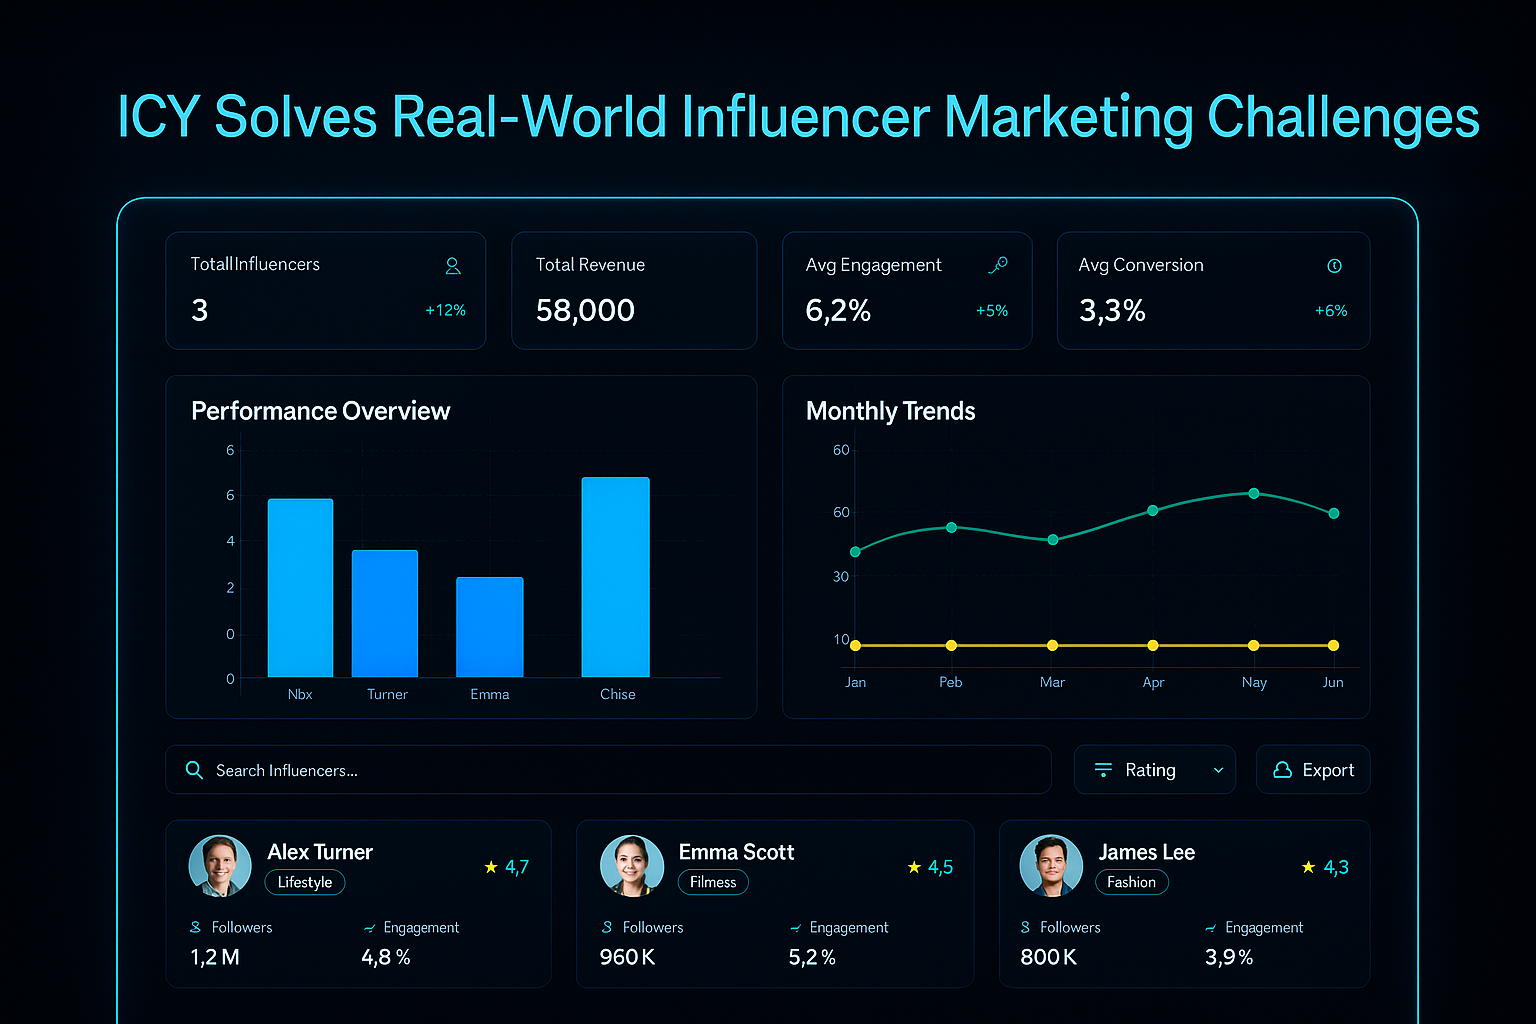 ICY Solves Real-World Influencer Marketing Challenges
TotallInfluencers
3
+12%
Total Revenue
58,000
Avg Engagement
6,2%
+5%
Avg Conversion
3,3%
+6%
Performance Overview
6
6
4
2
0
0
Nbx
Turner
Emma
Chise
Monthly Trends
60
60
30
10
Jan
Peb
Mar
Apr
Nay
Jun
Search Influencers...
Rating
Export
Alex Turner
Lifestyle
4,7
Followers
Engagement
1,2 M
4,8 %
Emma Scott
Filmess
4,5
Followers
Engagement
960 K
5,2 %
James Lee
Fashion
4,3
Followers
Engagement
800 K
3,9 %